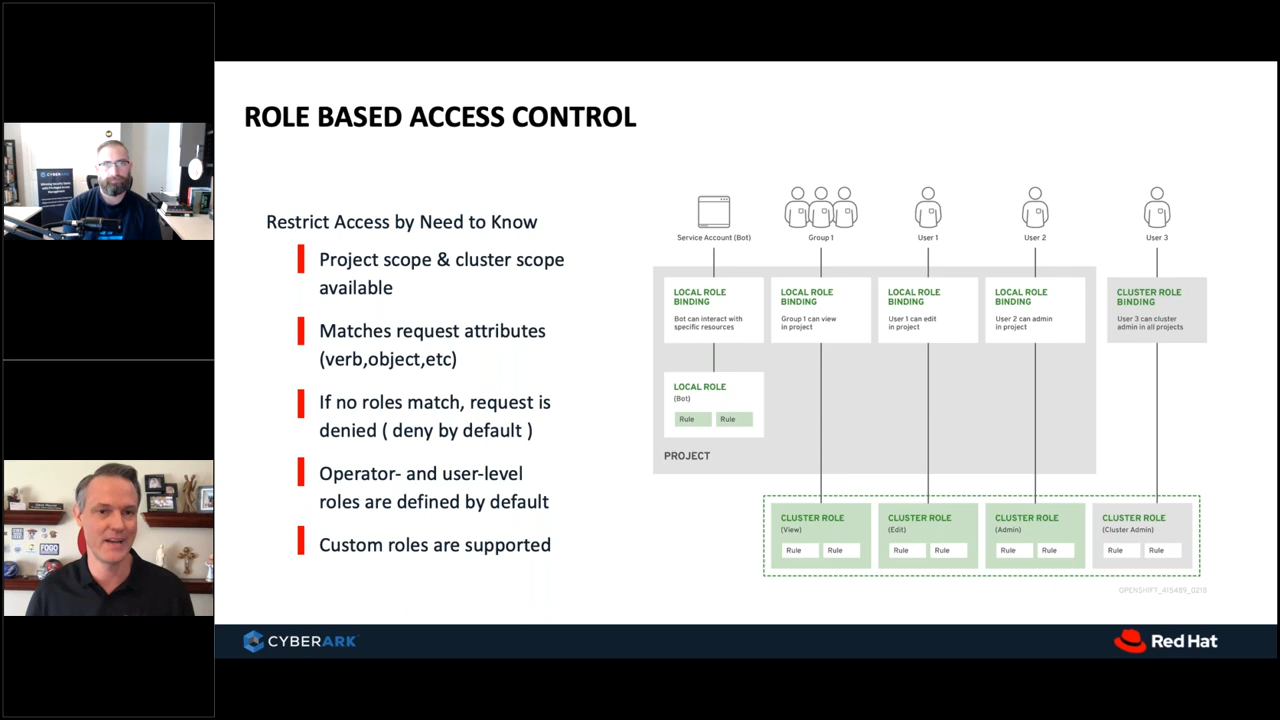 ROLE BASED ACCESS CONTROL
Restrict Access by Need to Know
Project scope & cluster scope
available
Matches request attributes
(verb,object,etc)
If no roles match, request is
denied ( deny by default )
Operator- and user-level
roles are defined by default
Custom roles are supported
Service Account (Bot)
Group 1
User 1
User 2
User 3
LOCAL ROLE
BINDING
Bot can interact with
specific resources
LOCAL ROLE
BINDING
Group 1 can view
in project
LOCAL ROLE
BINDING
User 1 can edit
in project
LOCAL ROLE
BINDING
User 2 can admin
in project
CLUSTER ROLE
BINDING
User 3 can cluster
admin in all projects
LOCAL ROLE
(Bot)
Rule Rule
PROJECT
CLUSTER ROLE
(View)
Rule Rule
CLUSTER ROLE
(Edit)
Rule Rule
CLUSTER ROLE
(Admin)
Rule Rule
CLUSTER ROLE
(Cluster Admin)
Rule Rule
OPENSHIFT_415489_0218
CYBERARK
Red Hat
CYBERARK